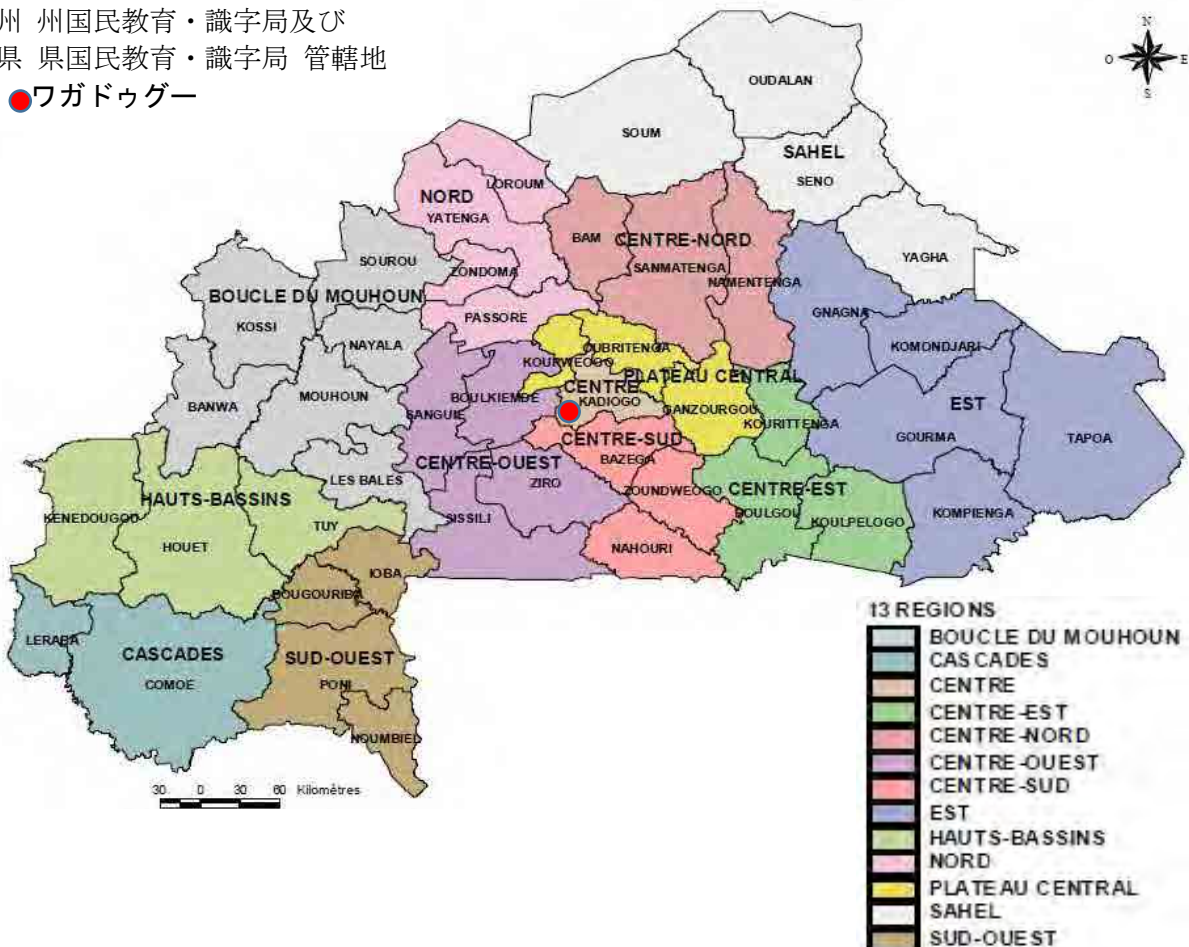 州 州国民教育・識字局及び
県 県国民教育・識字局 管轄地
ワガドゥグー
N
O E
S
OUDALAN
SOUM
SAHEL
SENO
LOROUM
NORD
YATENGA
BAM
CENTRE-NORD
SANMATENGA
NAMENTENGA
YAGHA
SOUROU
ZONDOMA
BOUCLE DU MOUHOUN
KOSSI
PASSORE
GNAGNA
NAYALA
OUBRITENGA
KOURWEOGO
KOMONDJARI
PLATEAU CENTRAL
CENTRE
KADIOGO
BANWA
MOUHOUN
SANGUIE
BOULKIEMDE
GANZOURGOU
KOURITTENGA
EST
GOURMA
TAPOA
CENTRE-SUD
BAZEGA
CENTRE-OUEST
ZIRO
LES BALES
ZOUNDWEOGO
CENTRE-EST
BOULGOU
KOULPELOGO
KOMPIENGA
HAUTS-BASSINS
KENEDOUGOU
TUY
HOUET
SISSILI
NAHOURI
IOBA
BOUGOURIBA
LERABA
CASCADES
COMOE
SUD-OUEST
PONI
NOUMBIEL
30 0 30 60 Kilomètres
13 REGIONS
BOUCLE DU MOUHOUN
CASCADES
CENTRE
CENTRE-EST
CENTRE-NORD
CENTRE-OUEST
CENTRE-SUD
EST
HAUTS-BASSINS
NORD
PLATEAU CENTRAL
SAHEL
SUD-OUEST